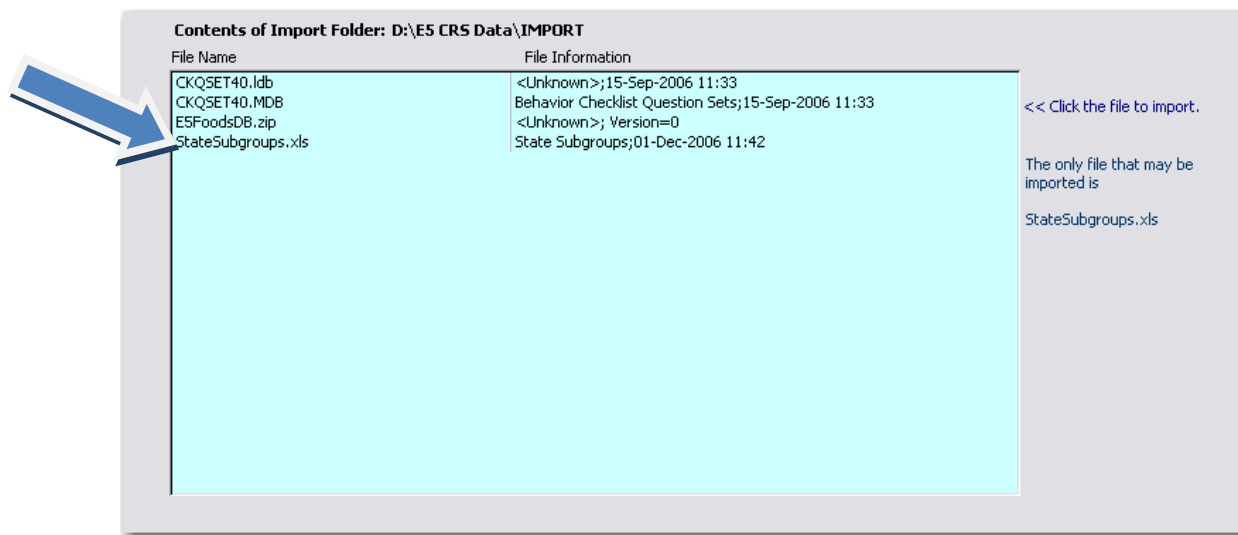 Contents of Import Folder: D:\E5 CRS Data\IMPORT
File Name File Information
CKQSET40.ldb <Unknown>;15-Sep-2006 11:33
CKQSET40.MDB Behavior Checklist Question Sets;15-Sep-2006 11:33
E5FoodsDB.zip <Unknown>; Version=0
StateSubgroups.xls State Subgroups;01-Dec-2006 11:42
<< Click the file to import.
The only file that may be
imported is
StateSubgroups.xls